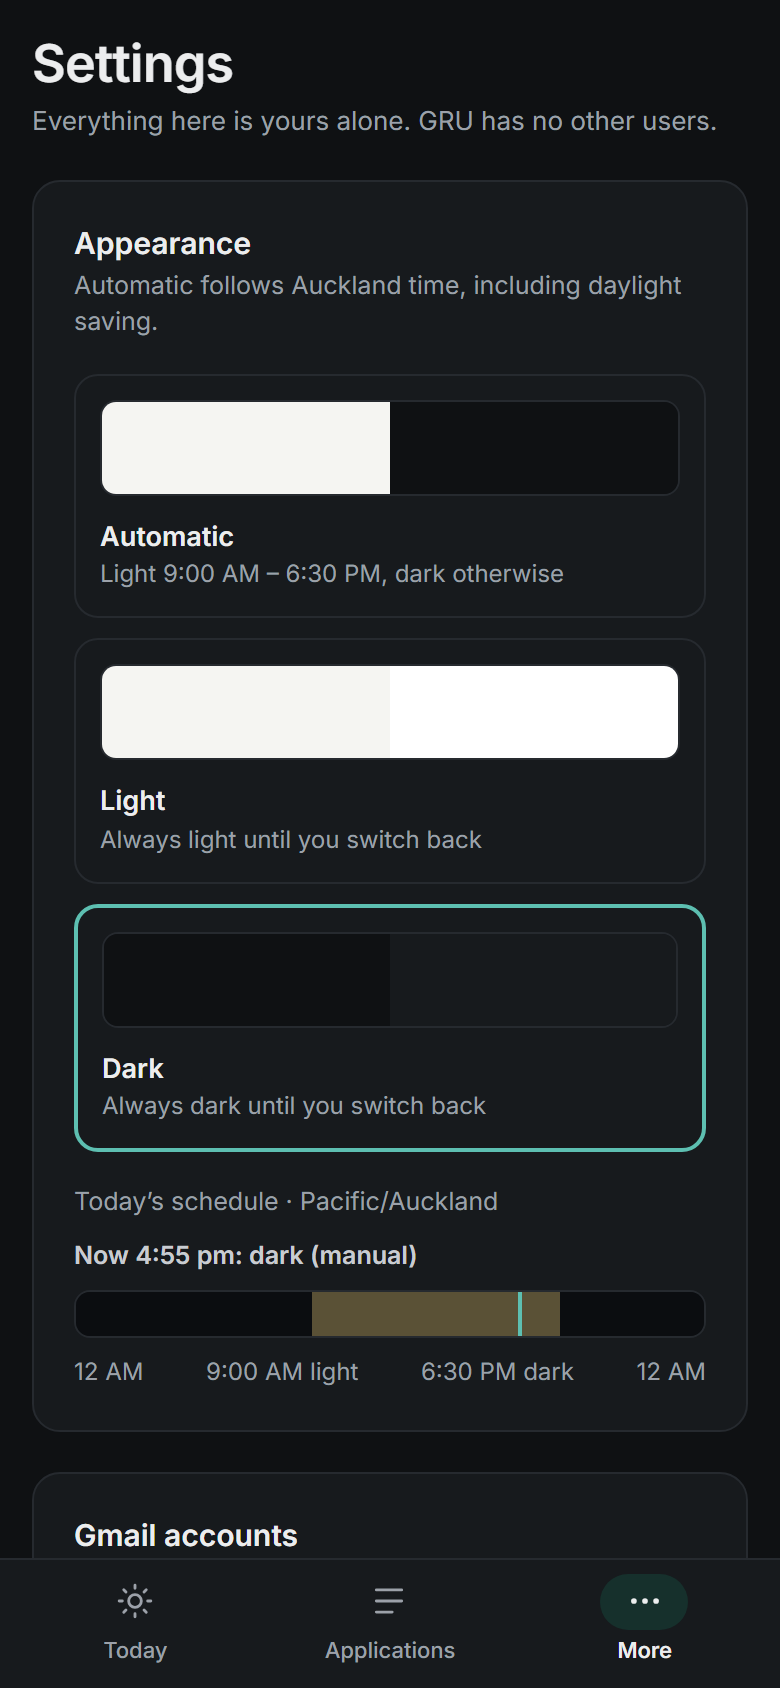 Settings
Everything here is yours alone. GRU has no other users.
Appearance
Automatic follows Auckland time, including daylight
saving.
Automatic
Light 9:00 AM – 6:30 PM, dark otherwise
Light
Always light until you switch back
Dark
Always dark until you switch back
Today’s schedule · Pacific/Auckland
Now 4:55 pm: dark (manual)
12 AM 9:00 AM light 6:30 PM dark 12 AM
Gmail accounts
Today Applications More